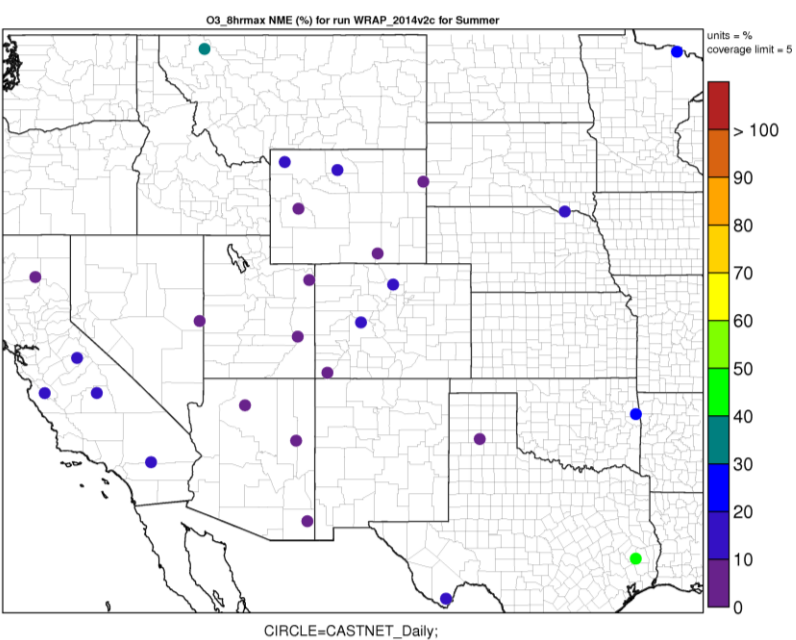 O3_8hrmax NME (%) for run WRAP_2014v2c for Summer
units = %
coverage limit = 5
> 100
90
80
70
60
50
40
30
20
10
0
CIRCLE=CASTNET_Daily;